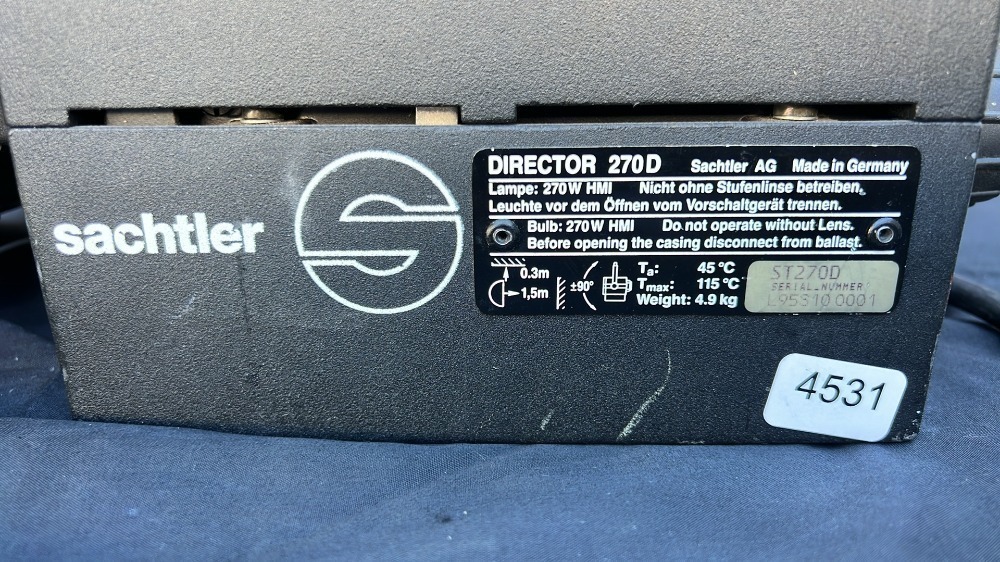 sachtler
DIRECTOR 270D Sachtler AG Made in Germany
Lampe: 270W HMI Nicht ohne Stufenlinse betreiben.
Leuchte vor dem Öffnen vom Vorschaltgerät trennen.
Bulb: 270W HMI Do not operate without Lens.
Before opening the casing disconnect from ballast.
0.3m
1,5m
±90°
Ta: 45 °C
Tmax: 115 °C
Weight: 4.9 kg
ST270D
SERIAL-NUMMER
L95310 0001
4531